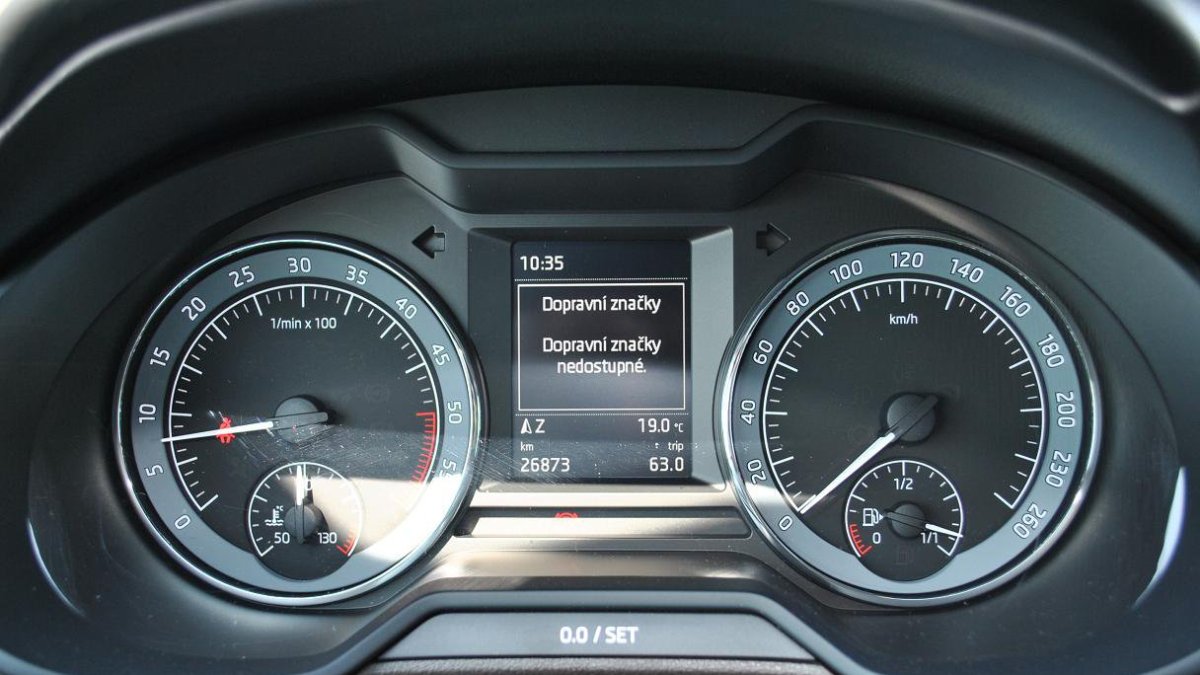 10:35
Dopravní značky
Dopravní značky
nedostupné.
Z 19.0 °C
km trip
26873 63.0
0 5 10 15 20 25 30 35 40 45 50 55
1/min x 100
50 130
0 20 40 60 80 100 120 140 160 180 200 230 260
km/h
1/2
0 1/1
0.0 / SET